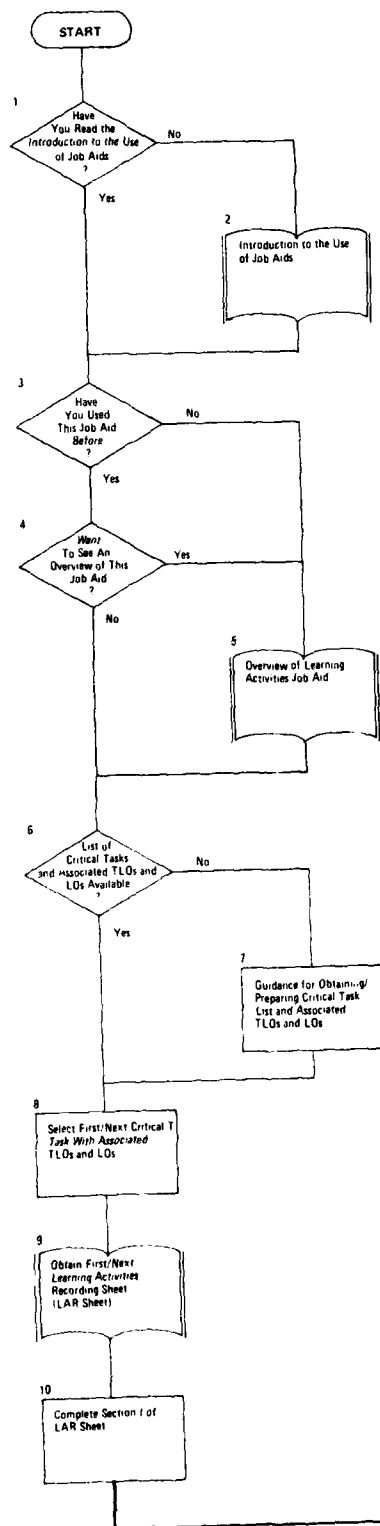 START
1
Have
You Read the
Introduction to the Use
of Job Aids
?
No
Yes
2
Introduction to the Use
of Job Aids
3
Have
You Used
This Job Aid
Before
?
No
Yes
4
Want
To See An
Overview of This
Job Aid
?
Yes
No
5
Overview of Learning
Activities Job Aid
6
List of
Critical Tasks
and Associated TLOs and
LOs Available
?
No
Yes
7
Guidance for Obtaining/
Preparing Critical Task
List and Associated
TLOs and LOs
8
Select First/Next Critical T
Task With Associated
TLOs and LOs
9
Obtain First/Next
Learning Activities
Recording Sheet
(LAR Sheet)
10
Complete Section I of
LAR Sheet